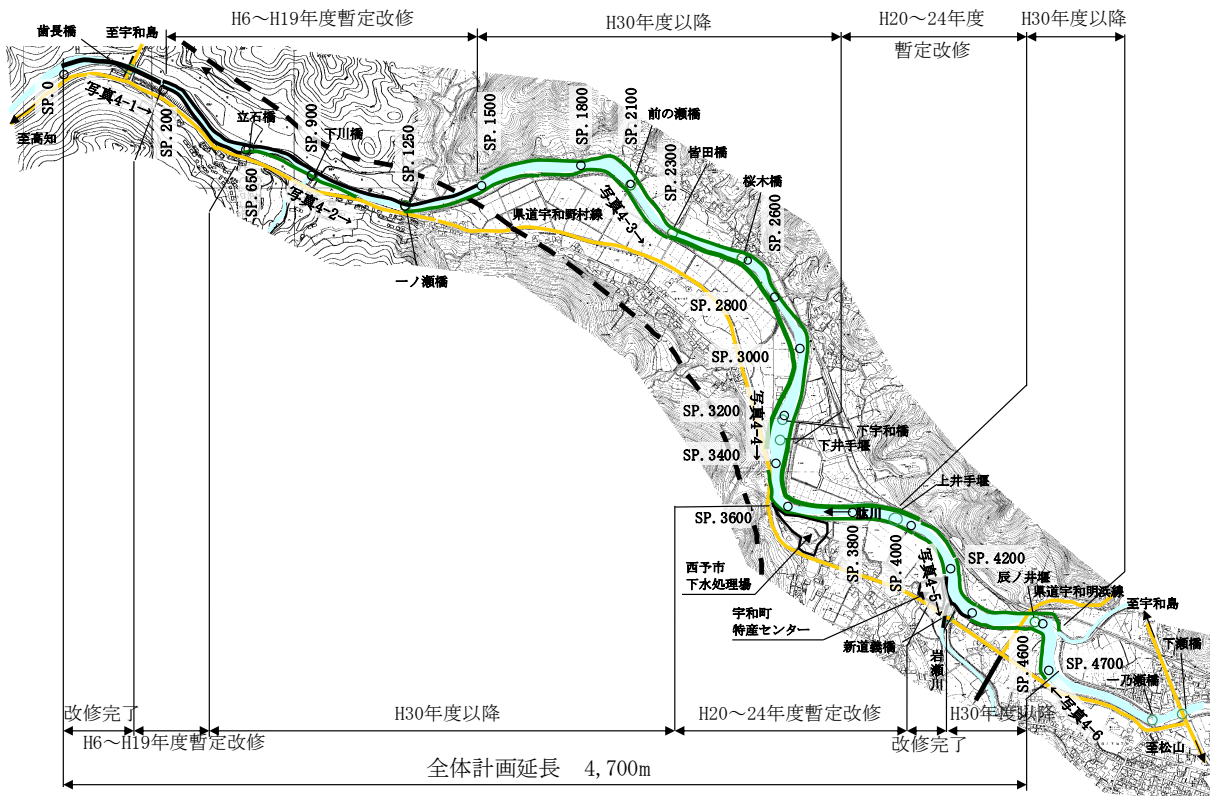 H6～H19年度暫定改修
H30年度以降
H20～24年度
暫定改修
H30年度以降
歯長橋
至宇和島
SP.0
至高知
写真4-1→
SP.200
立石橋
SP.650
SP.900
下川橋
写真4-2→
SP.1250
一ノ瀬橋
SP.1500
県道宇和野村線
SP.1800
SP.2100
前の瀬橋
写真4-3→
SP.2300
皆田橋
桜木橋
SP.2600
SP.2800
SP.3000
SP.3200
写真4-4→
下宇和橋
下井手堰
SP.3400
SP.3600
上井手堰
肱川
SP.3800
SP.4000
西予市
下水処理場
SP.4200
写真4-5→
辰ノ井堰
県道宇和明浜線
至宇和島
宇和町
特産センター
新道義橋
岩瀬川
SP.4600
SP.4700
下瀬橋
一乃瀬橋
←写真4-6
至松山
改修完了
H6～H19年度暫定改修
H30年度以降
H20～24年度暫定改修
改修完了
H30年度以降
全体計画延長 4,700m